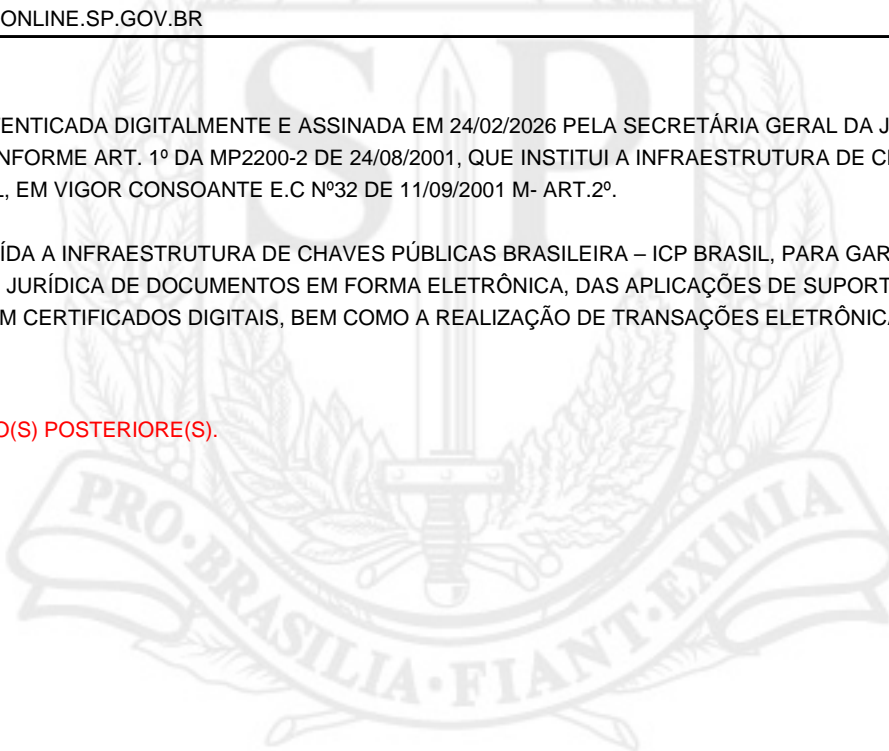 ONLINE.SP.GOV.BR
ENTICADA DIGITALMENTE E ASSINADA EM 24/02/2026 PELA SECRETÁRIA GERAL DA J
NFORME ART. 1º DA MP2200-2 DE 24/08/2001, QUE INSTITUI A INFRAESTRUTURA DE C
L, EM VIGOR CONSOANTE E.C Nº32 DE 11/09/2001 M- ART.2º.
ÍDA A INFRAESTRUTURA DE CHAVES PÚBLICAS BRASILEIRA – ICP BRASIL, PARA GAR
JURÍDICA DE DOCUMENTOS EM FORMA ELETRÔNICA, DAS APLICAÇÕES DE SUPORT
M CERTIFICADOS DIGITAIS, BEM COMO A REALIZAÇÃO DE TRANSAÇÕES ELETRÔNICA
O(S) POSTERIORE(S).
SP
PRO·BRASILIA·FIANT·EXIMIA